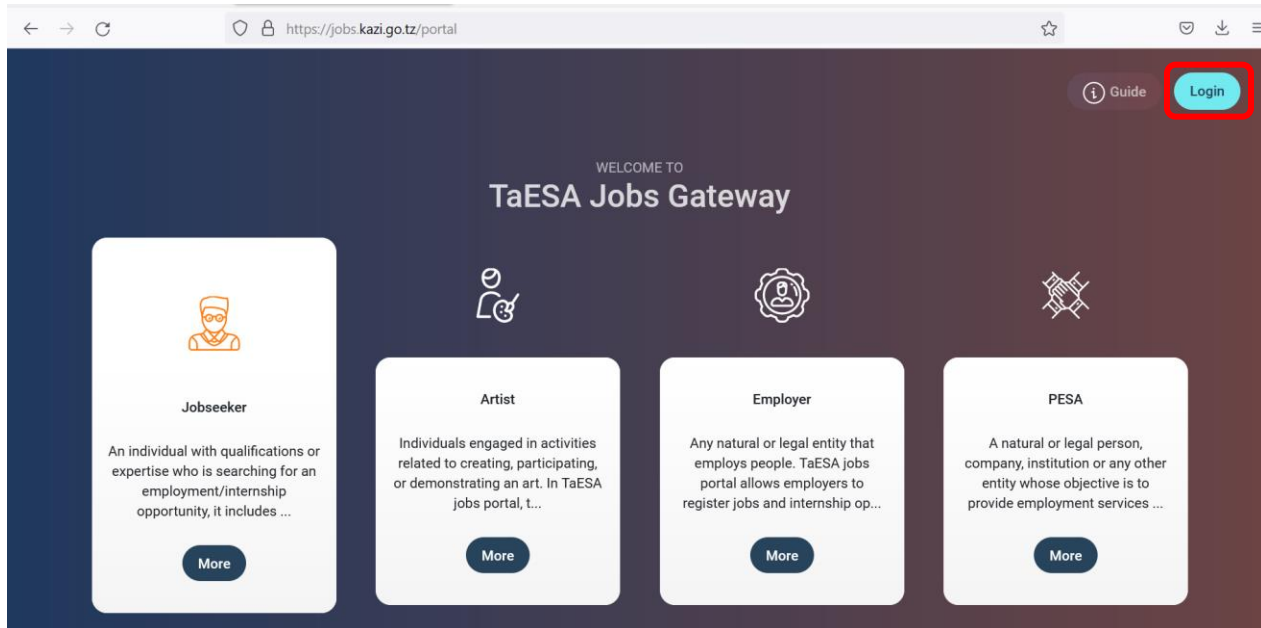 https://jobs.kazi.go.tz/portal
Guide
Login
WELCOME TO
TaESA Jobs Gateway
Jobseeker
An individual with qualifications or
expertise who is searching for an
employment/internship
opportunity, it includes ...
More
Artist
Individuals engaged in activities
related to creating, participating,
or demonstrating an art. In TaESA
jobs portal, t...
More
Employer
Any natural or legal entity that
employs people. TaESA jobs
portal allows employers to
register jobs and internship op...
More
PESA
A natural or legal person,
company, institution or any other
entity whose objective is to
provide employment services ...
More